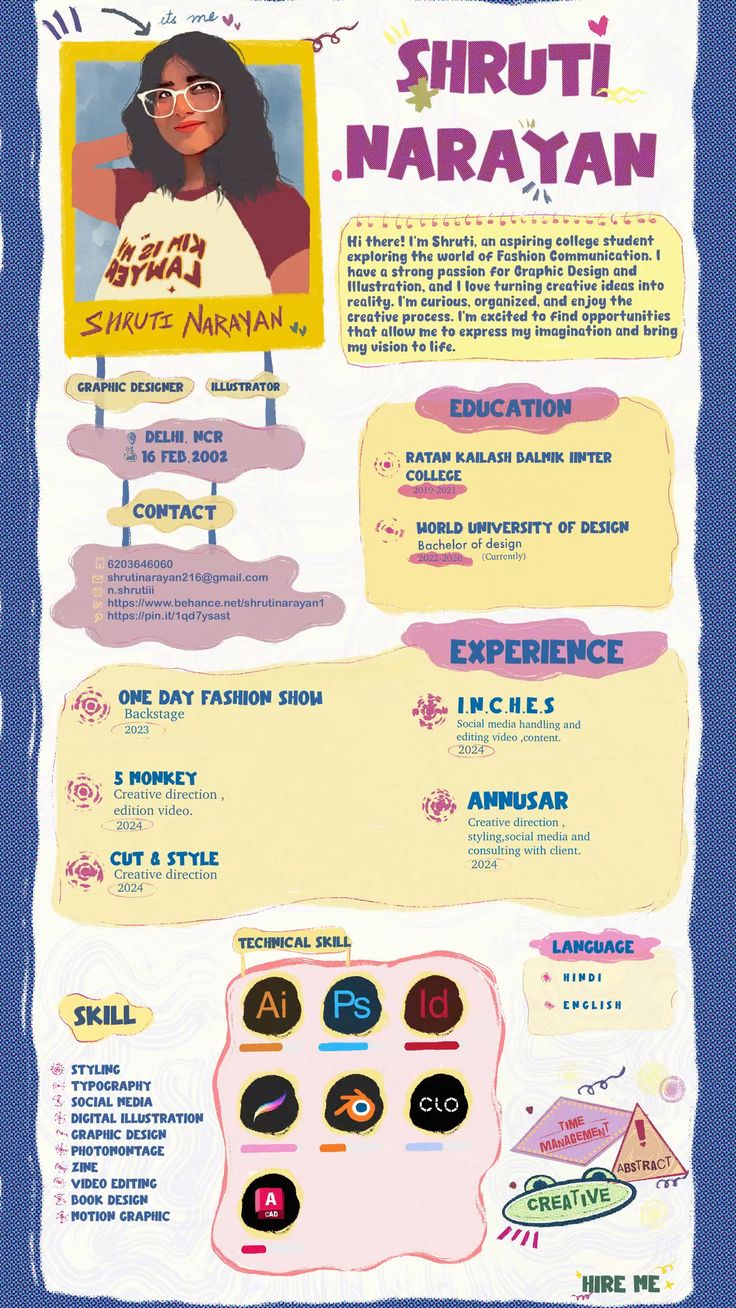 its me
SHRUTI
NARAYAN
KIM IS MY
LAWYER
SHRUTI NARAYAN
Hi there! I'm Shruti, an aspiring college student
exploring the world of Fashion Communication. I
have a strong passion for Graphic Design and
Illustration, and I love turning creative ideas into
reality. I'm curious, organized, and enjoy the
creative process. I'm excited to find opportunities
that allow me to express my imagination and bring
my vision to life.
GRAPHIC DESIGNER
ILLUSTRATOR
DELHI, NCR
16 FEB,2002
CONTACT
6203646060
shrutinarayan216@gmail.com
n.shrutiii
https://www.behance.net/shrutinarayan1
https://pin.it/1qd7ysast
EDUCATION
RATAN KAILASH BALNIK IINTER
COLLEGE
2019-2021
WORLD UNIVERSITY OF DESIGN
Bachelor of design
2022-2026 (Currently)
EXPERIENCE
ONE DAY FASHION SHOW
Backstage
2023
5 MONKEY
Creative direction ,
edition video.
2024
CUT & STYLE
Creative direction
2024
I.N.C.H.E.S
Social media handling and
editing video ,content.
2024
ANNUSAR
Creative direction ,
styling,social media and
consulting with client.
2024
SKILL
STYLING
TYPOGRAPHY
SOCIAL MEDIA
DIGITAL ILLUSTRATION
GRAPHIC DESIGN
PHOTOMONTAGE
ZINE
VIDEO EDITING
BOOK DESIGN
MOTION GRAPHIC
TECHNICAL SKILL
Ai Ps Id
CLO
A
CAD
LANGUAGE
HINDI
ENGLISH
TIME
MANAGEMENT
!
ABSTRACT
CREATIVE
HIRE ME